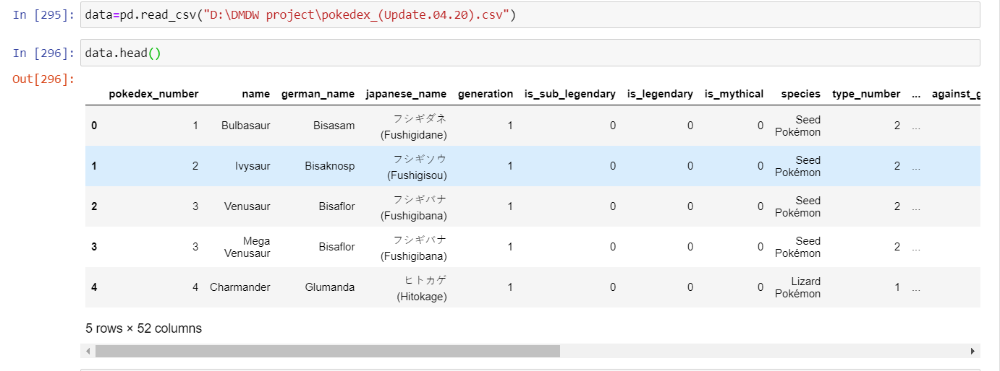 In [295]: data=pd.read_csv("D:\DMDW project\pokedex_(Update.04.20).csv")
In [296]: data.head()
Out[296]:
pokedex_number name german_name japanese_name generation is_sub_legendary is_legendary is_mythical species type_number ... against_g
0 1 Bulbasaur Bisasam フシギダネ (Fushigidane) 1 0 0 0 Seed Pokémon 2 ...
1 2 Ivysaur Bisaknosp フシギソウ (Fushigisou) 1 0 0 0 Seed Pokémon 2 ...
2 3 Venusaur Bisaflor フシギバナ (Fushigibana) 1 0 0 0 Seed Pokémon 2 ...
3 3 Mega Venusaur Bisaflor フシギバナ (Fushigibana) 1 0 0 0 Seed Pokémon 2 ...
4 4 Charmander Glumanda ヒトカゲ (Hitokage) 1 0 0 0 Lizard Pokémon 1 ...
5 rows × 52 columns